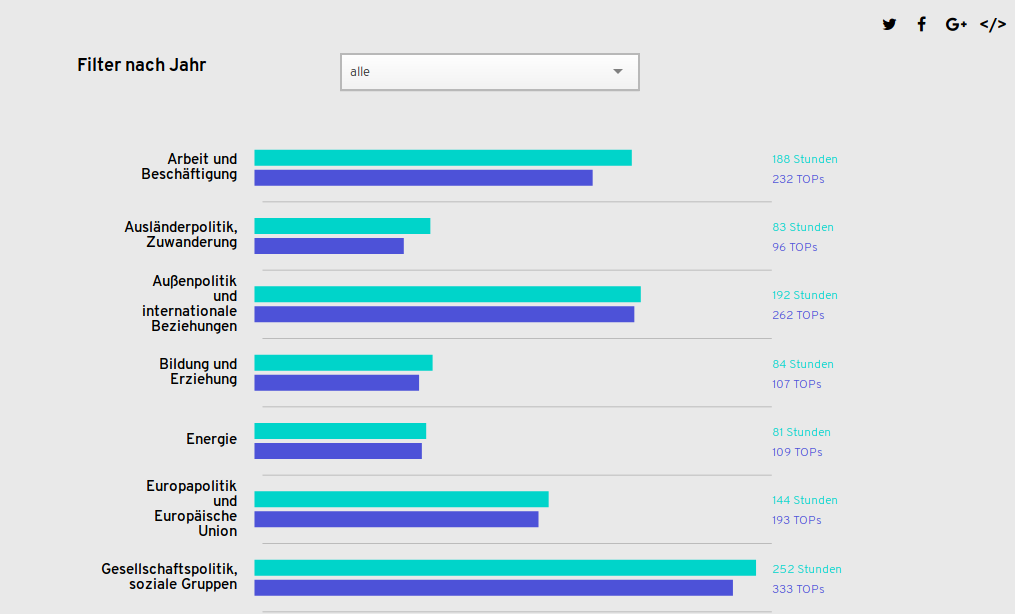 G+ </>
Filter nach Jahr
alle
Arbeit und
Beschäftigung
188 Stunden
232 TOPs
Ausländerpolitik,
Zuwanderung
83 Stunden
96 TOPs
Außenpolitik
und
internationale
Beziehungen
192 Stunden
262 TOPs
Bildung und
Erziehung
84 Stunden
107 TOPs
Energie
81 Stunden
109 TOPs
Europapolitik
und
Europäische
Union
144 Stunden
193 TOPs
Gesellschaftspolitik,
soziale Gruppen
252 Stunden
333 TOPs